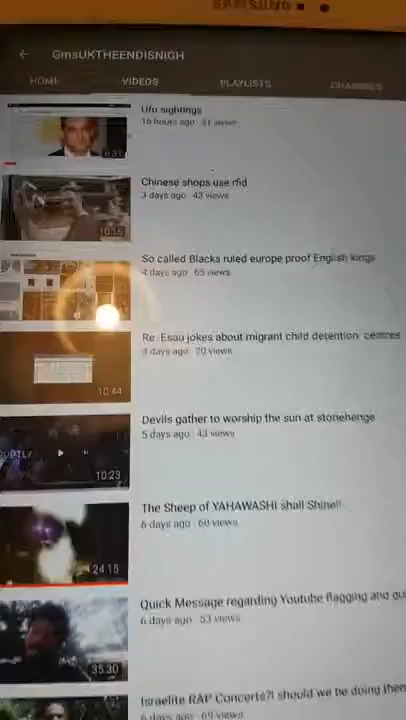 SAMSUNG
GmsUKTHEENDISNIGH
HOME VIDEOS PLAYLISTS CHANNELS
Ufo sightings
16 hours ago · 31 views
Chinese shops use rfid
3 days ago · 43 views
10:15
So called Blacks ruled europe proof English kings
4 days ago · 65 views
Re: Esau jokes about migrant child detention centres
4 days ago · 70 views
10:44
Devils gather to worship the sun at stonehenge
5 days ago · 43 views
10:23
The Sheep of YAHAWASHI shall Shine!!
6 days ago · 60 views
24:15
Quick Message regarding Youtube flagging and
6 days ago · 53 views
35:30
Israelite RAP Concerts?! should we be doing them
6 days ago · 69 views